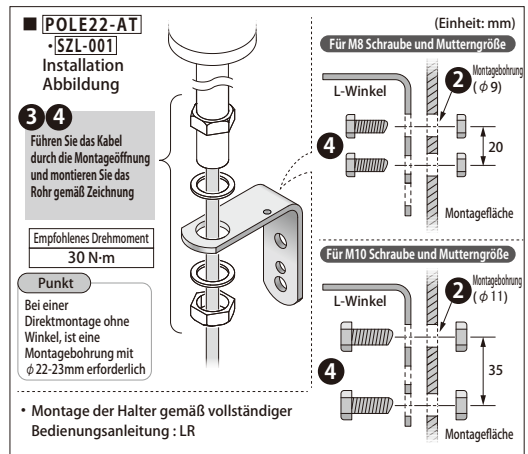 ■ POLE22-AT
・SZL-001
Installation
Abbildung
3 4
Führen Sie das Kabel
durch die Montageöffnung
und montieren Sie das
Rohr gemäß Zeichnung
Empfohlenes Drehmoment
30 N·m
Punkt
Bei einer
Direktmontage ohne
Winkel, ist eine
Montagebohrung mit
φ22-23mm erforderlich
• Montage der Halter gemäß vollständiger
Bedienungsanleitung : LR
(Einheit: mm)
Für M8 Schraube und Mutterngröße
L-Winkel
2 Montagebohrung
(φ9)
4
20
Montagefläche
Für M10 Schraube und Mutterngröße
L-Winkel
2 Montagebohrung
(φ11)
4
35
Montagefläche